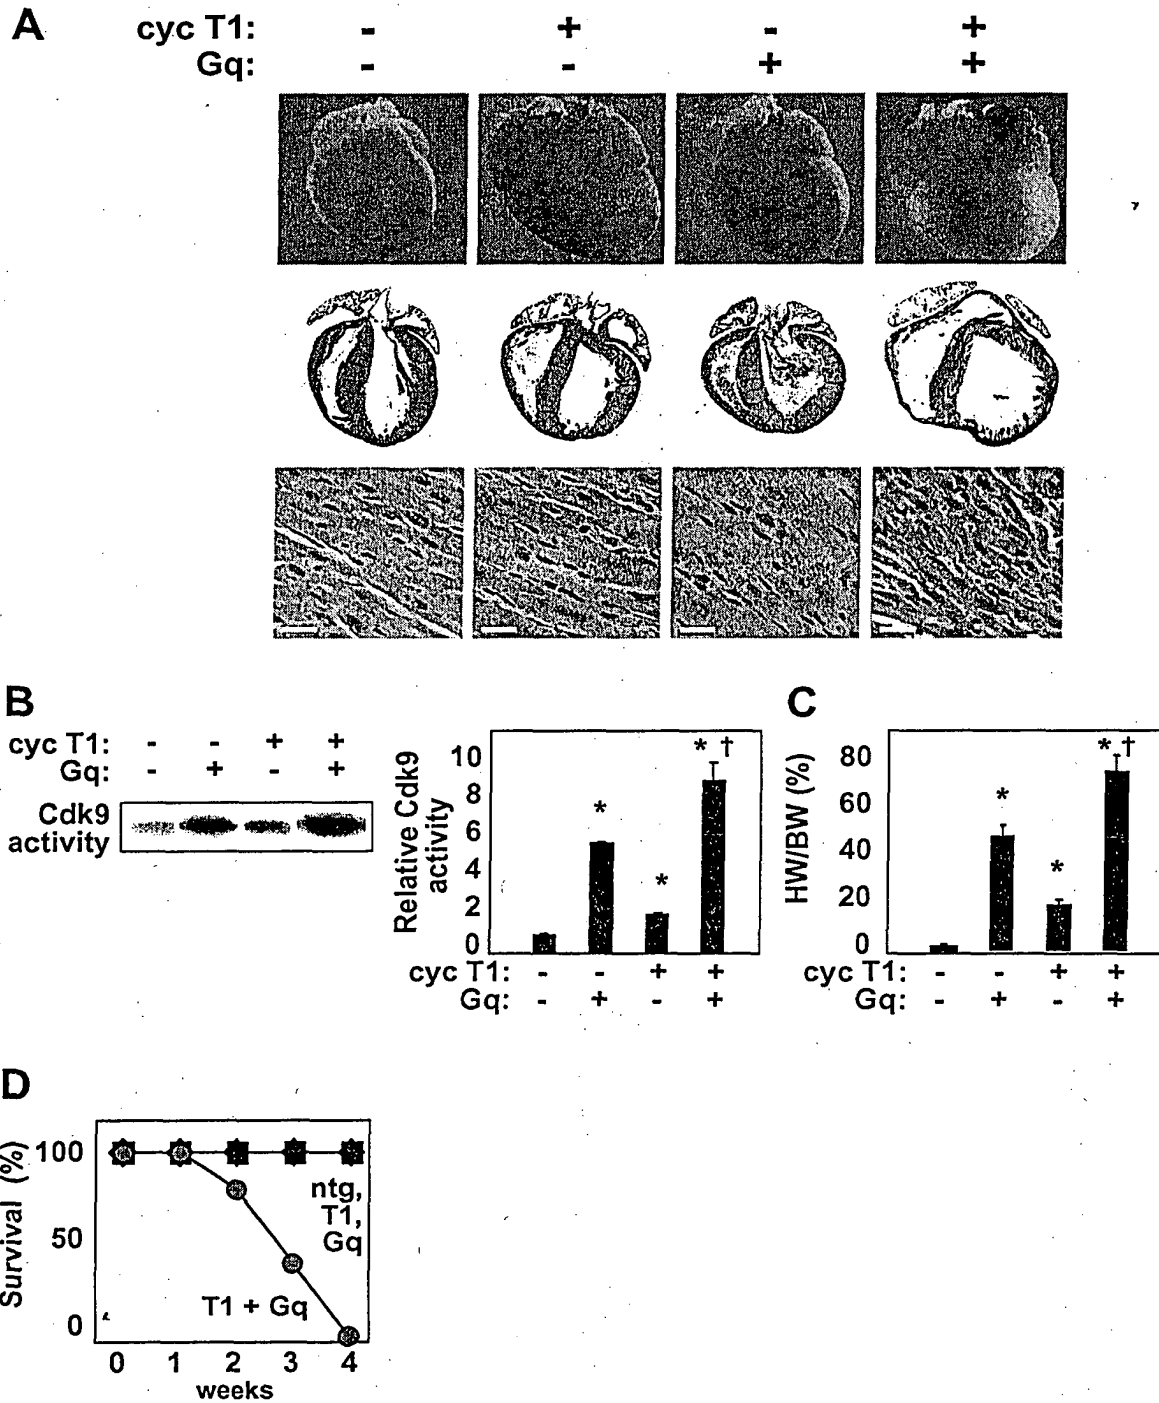 A
cyc T1: - + - +
Gq: - - + +
B
cyc T1: - - + +
Gq: - + - +
Cdk9
activity
Relative Cdk9
activity
10
8
6
4
2
0
*
*
* †
cyc T1: - - + +
Gq: - + - +
C
HW/BW (%)
80
60
40
20
0
*
*
* †
cyc T1: - - + +
Gq: - + - +
D
Survival (%)
100
50
0
ntg,
T1,
Gq
T1 + Gq
0 1 2 3 4
weeks